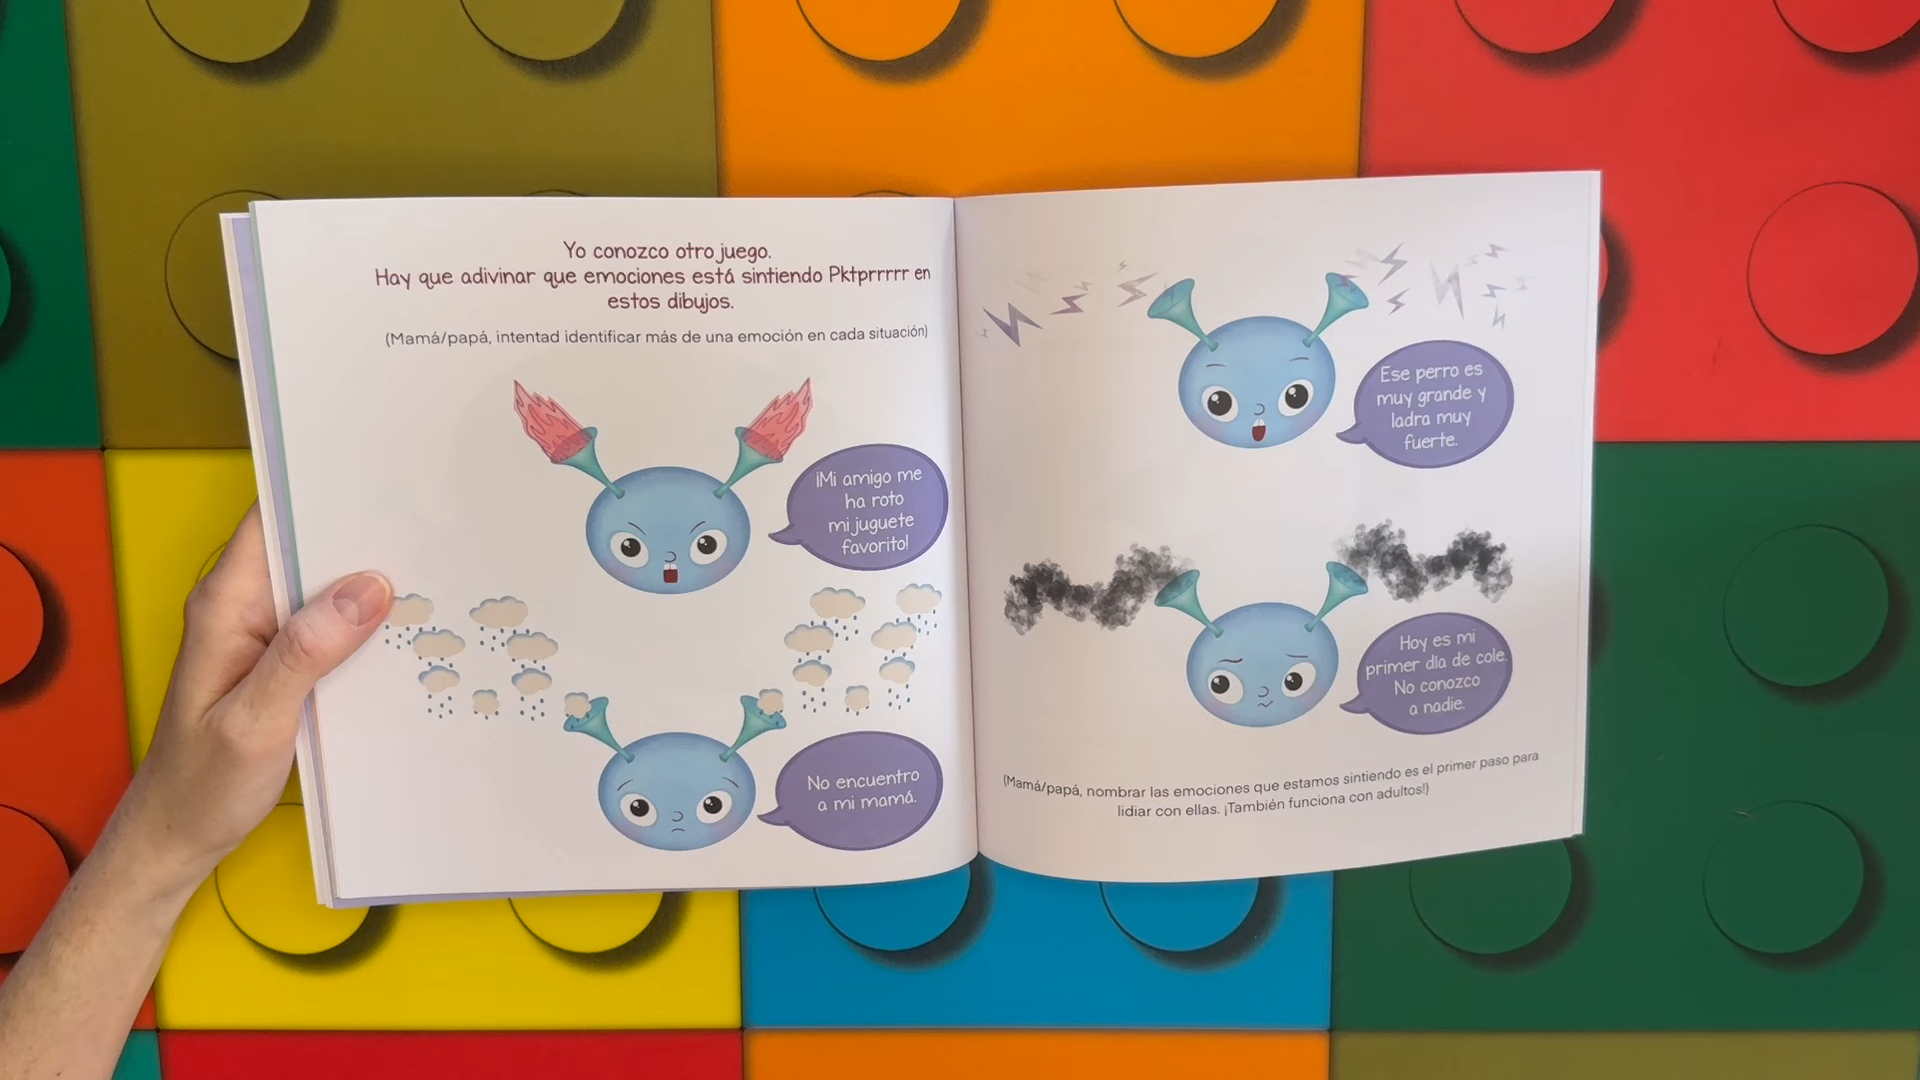 Yo conozco otro juego.
Hay que adivinar que emociones está sintiendo Pktprrrrr en
estos dibujos.
(Mamá/papá, intentad identificar más de una emoción en cada situación)
¡Mi amigo me
ha roto
mi juguete
favorito!
No encuentro
a mi mamá.
Ese perro es
muy grande y
ladra muy
fuerte.
Hoy es mi
primer día de cole.
No conozco
a nadie.
(Mamá/papá, nombrar las emociones que estamos sintiendo es el primer paso para
lidiar con ellas. ¡También funciona con adultos!)